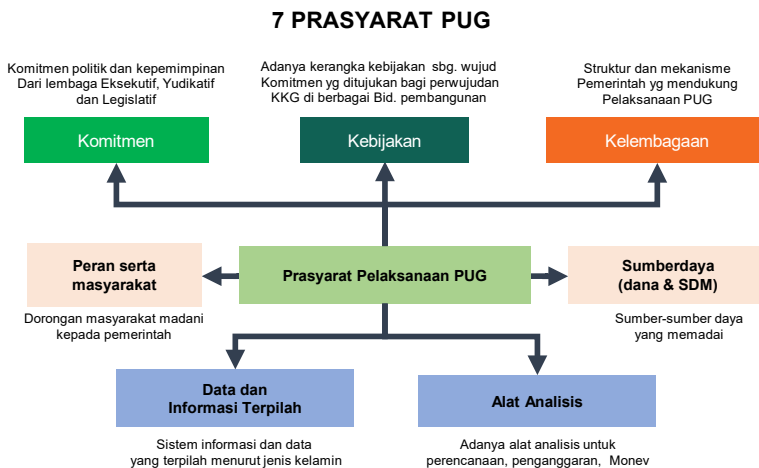 7 PRASYARAT PUG
Komitmen politik dan kepemimpinan
Dari lembaga Eksekutif, Yudikatif
dan Legislatif
Komitmen
Adanya kerangka kebijakan sbg. wujud
Komitmen yg ditujukan bagi perwujudan
KKG di berbagai Bid. pembangunan
Kebijakan
Struktur dan mekanisme
Pemerintah yg mendukung
Pelaksanaan PUG
Kelembagaan
Peran serta
masyarakat
Dorongan masyarakat madani
kepada pemerintah
Prasyarat Pelaksanaan PUG
Sumberdaya
(dana & SDM)
Sumber-sumber daya
yang memadai
Data dan
Informasi Terpilah
Sistem informasi dan data
yang terpilah menurut jenis kelamin
Alat Analisis
Adanya alat analisis untuk
perencanaan, penganggaran, Monev